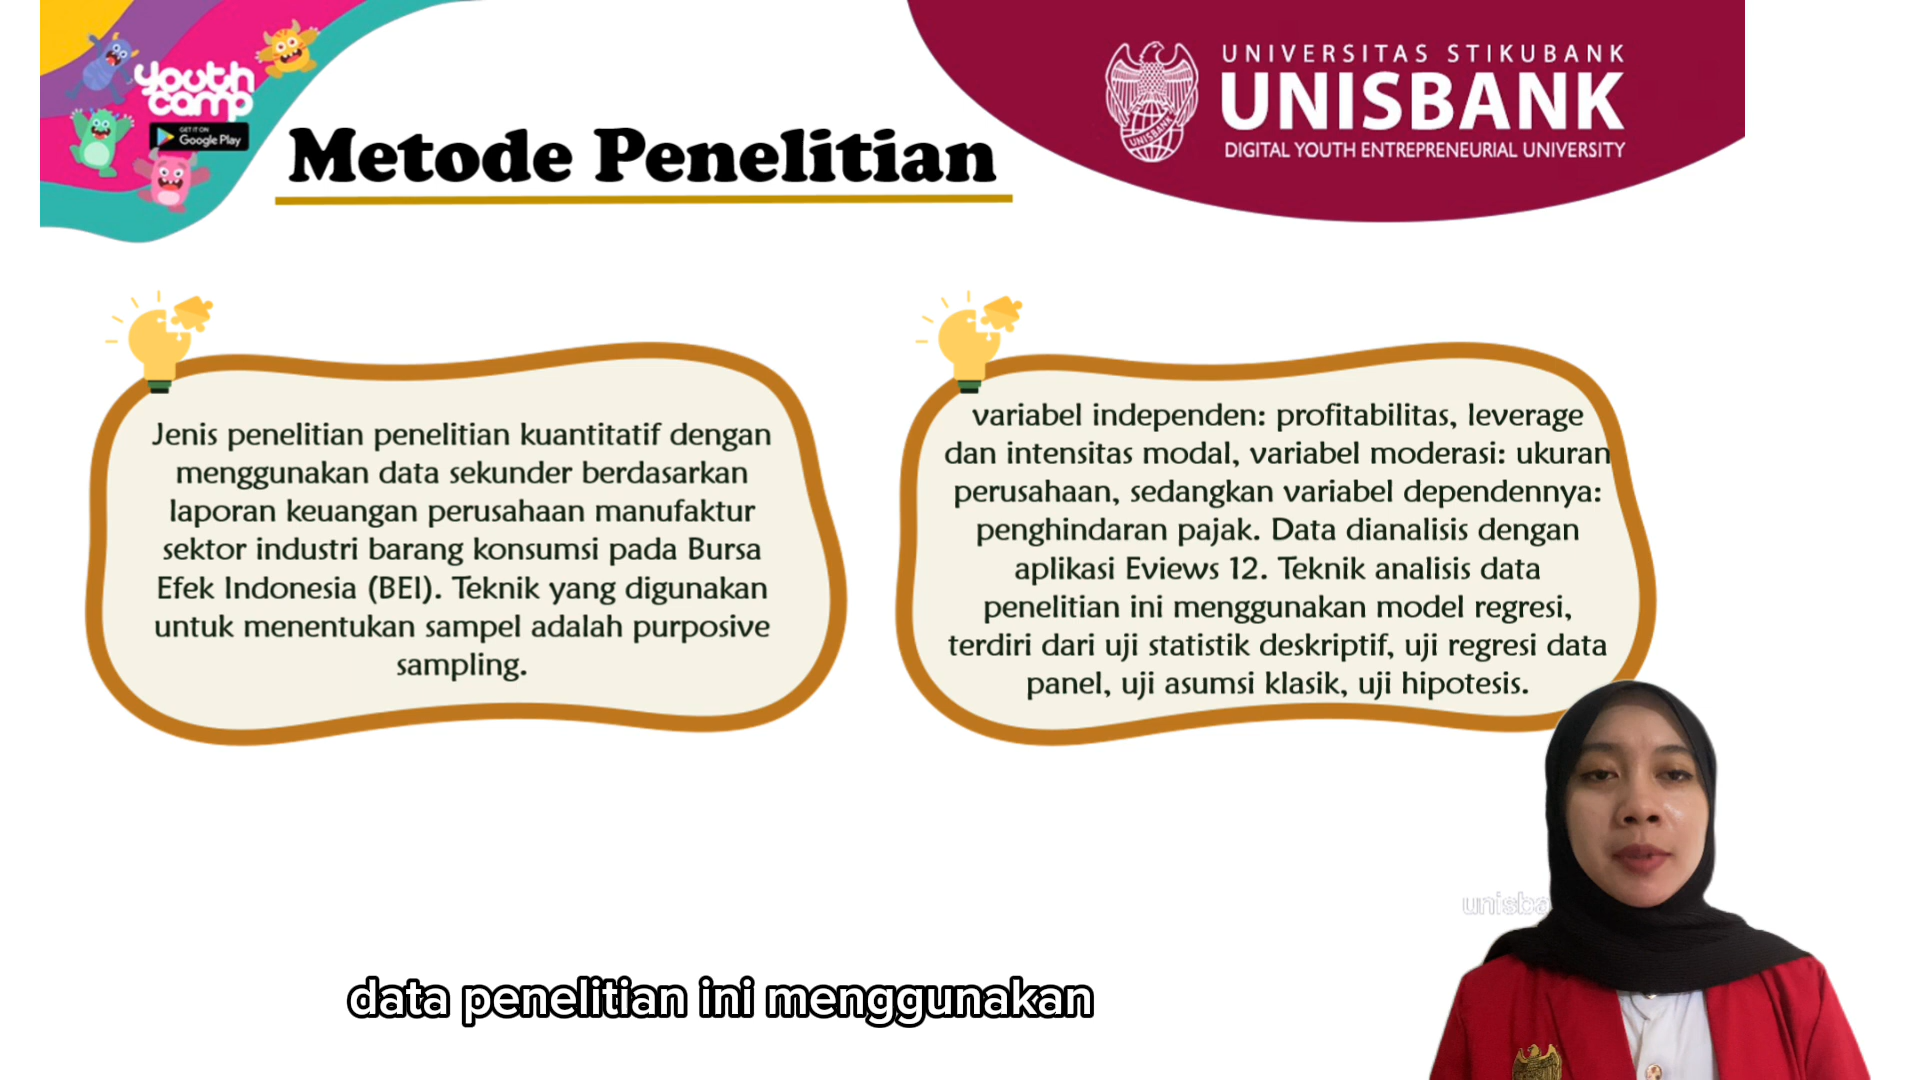 youth
camp
GET IT ON
Google Play
UNIVERSITAS STIKUBANK
UNISBANK
DIGITAL YOUTH ENTREPRENEURIAL UNIVERSITY
UNISBANK
Metode Penelitian
Jenis penelitian penelitian kuantitatif dengan
menggunakan data sekunder berdasarkan
laporan keuangan perusahaan manufaktur
sektor industri barang konsumsi pada Bursa
Efek Indonesia (BEI). Teknik yang digunakan
untuk menentukan sampel adalah purposive
sampling.
variabel independen: profitabilitas, leverage
dan intensitas modal, variabel moderasi: ukuran
perusahaan, sedangkan variabel dependennya:
penghindaran pajak. Data dianalisis dengan
aplikasi Eviews 12. Teknik analisis data
penelitian ini menggunakan model regresi,
terdiri dari uji statistik deskriptif, uji regresi data
panel, uji asumsi klasik, uji hipotesis.
unisba
data penelitian ini menggunakan